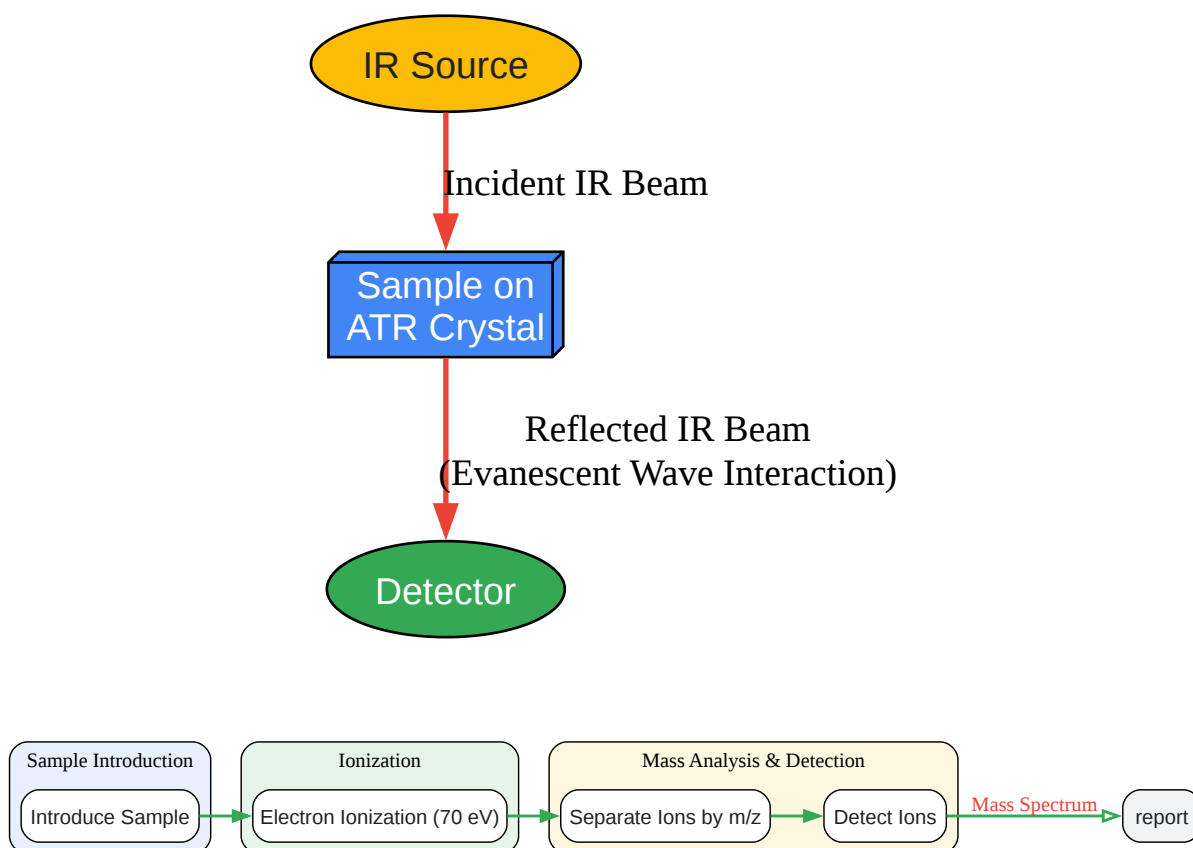 IR Source
Incident IR Beam
Sample on
ATR Crystal
Reflected IR Beam
(Evanescent Wave Interaction)
Detector
Sample Introduction
Introduce Sample
Ionization
Electron Ionization (70 eV)
Mass Analysis & Detection
Separate Ions by m/z
Detect Ions
Mass Spectrum
report